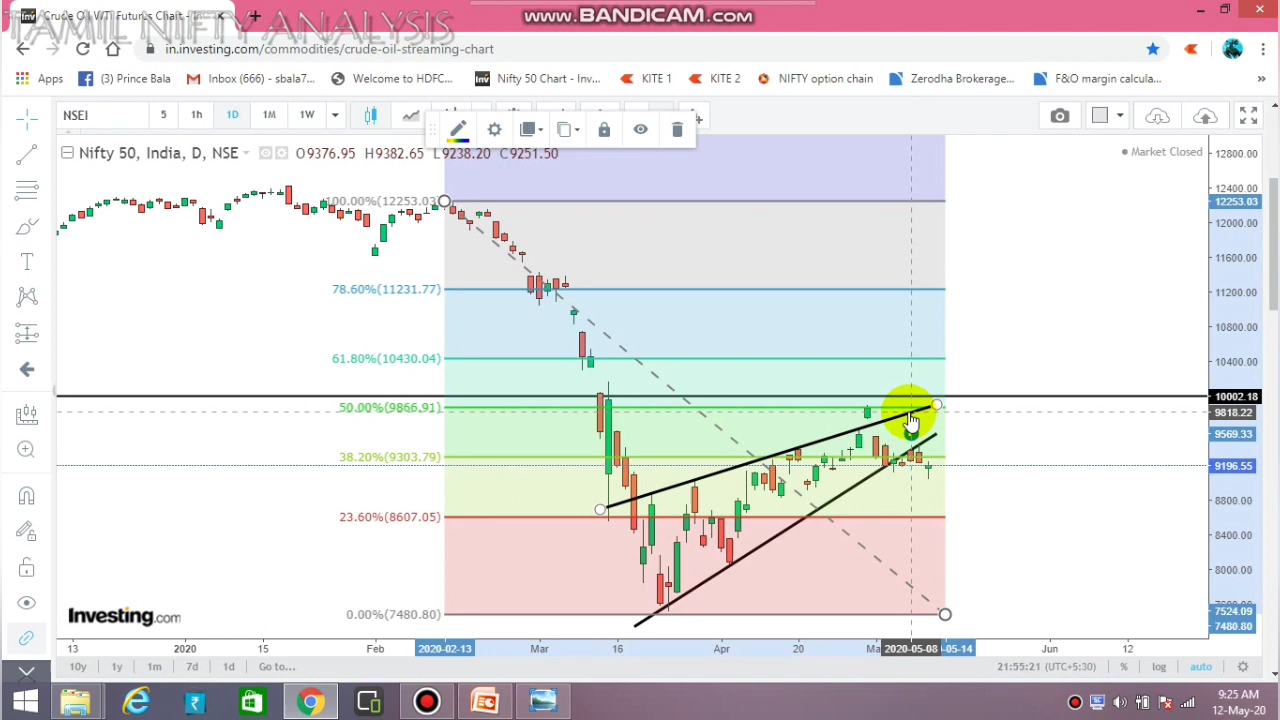 Crude Oil WTI Futures Chart - Inv
TAMIL NIFTY ANALYSIS
WWW.BANDICAM.COM
in.investing.com/commodities/crude-oil-streaming-chart
Apps (3) Prince Bala Inbox (666) - sbala7... Welcome to HDFC... Nifty 50 Chart - Inv... KITE 1 KITE 2 NIFTY option chain Zerodha Brokerage... F&O margin calcula... »
NSEI 5 1h 1D 1M 1W
Nifty 50, India, D, NSE O9376.95 H9382.65 L9238.20 C9251.50
Market Closed
12800.00
12400.00
100.00%(12253.03) 12253.03
12000.00
11600.00
78.60%(11231.77) 11200.00
10800.00
61.80%(10430.04) 10400.00
10002.18
50.00%(9866.91) 9818.22
9569.33
38.20%(9303.79) 9196.55
8800.00
23.60%(8607.05) 8400.00
8000.00
7524.09
0.00%(7480.80) 7480.80
Investing.com
13 2020 15 Feb 2020-02-13 Mar 16 Apr 20 Ma 2020-05-08 05-14 Jun 12
10y 1y 1m 7d 1d Go to... 21:55:21 (UTC+5:30) % log auto
9:25 AM
12-May-20